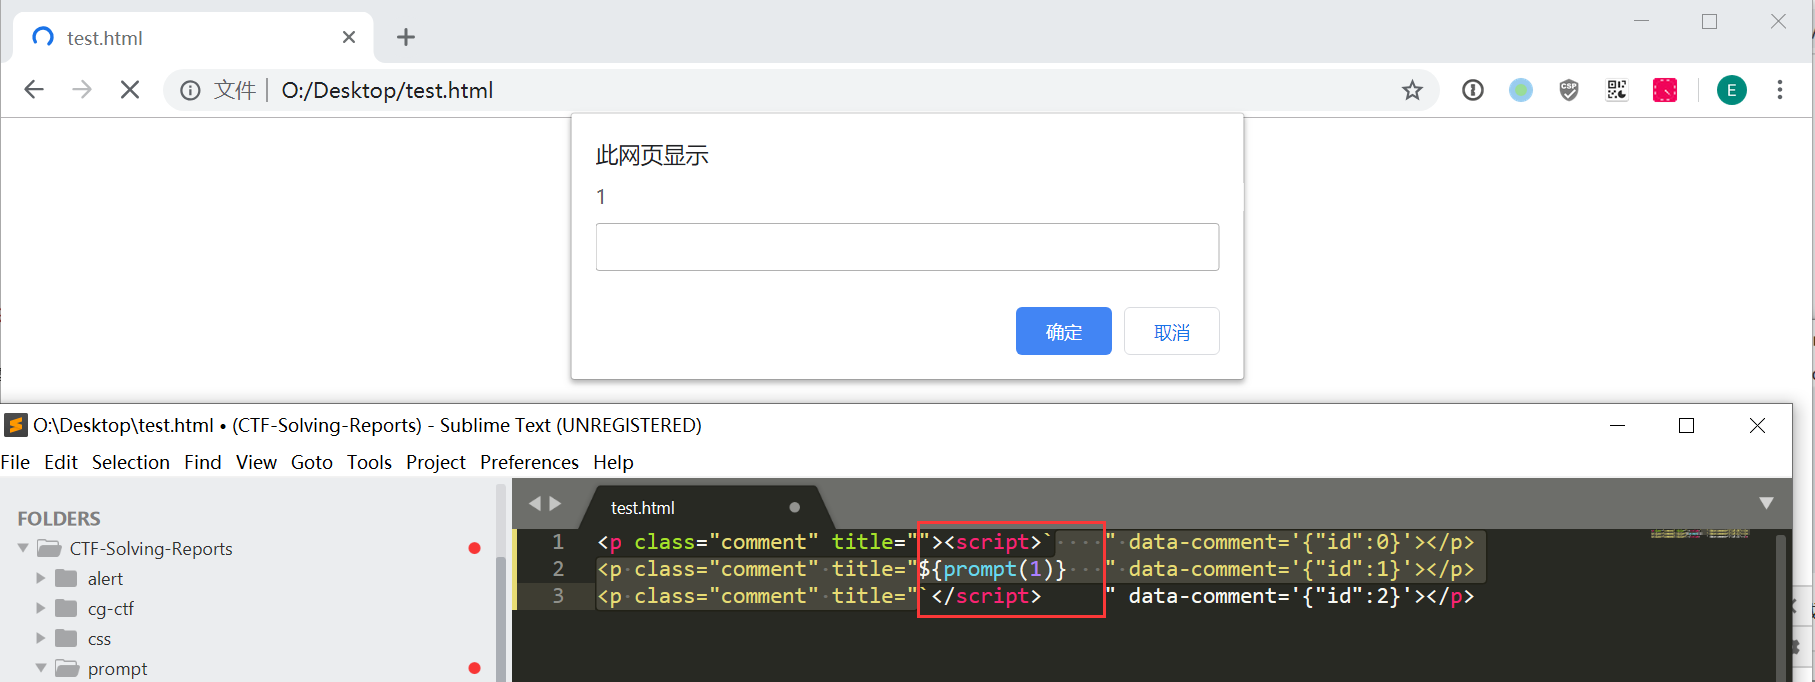 test.html
文件 O:/Desktop/test.html
CSP
E
此网页显示
1
确定 取消
O:\Desktop\test.html • (CTF-Solving-Reports) - Sublime Text (UNREGISTERED)
File Edit Selection Find View Goto Tools Project Preferences Help
FOLDERS
CTF-Solving-Reports
alert
cg-ctf
css
prompt
test.html
1 <p class="comment" title=""><script>`    " data-comment='{"id":0}'></p>
2 <p class="comment" title="${prompt(1)}   " data-comment='{"id":1}'></p>
3 <p class="comment" title="`</script>      " data-comment='{"id":2}'></p>